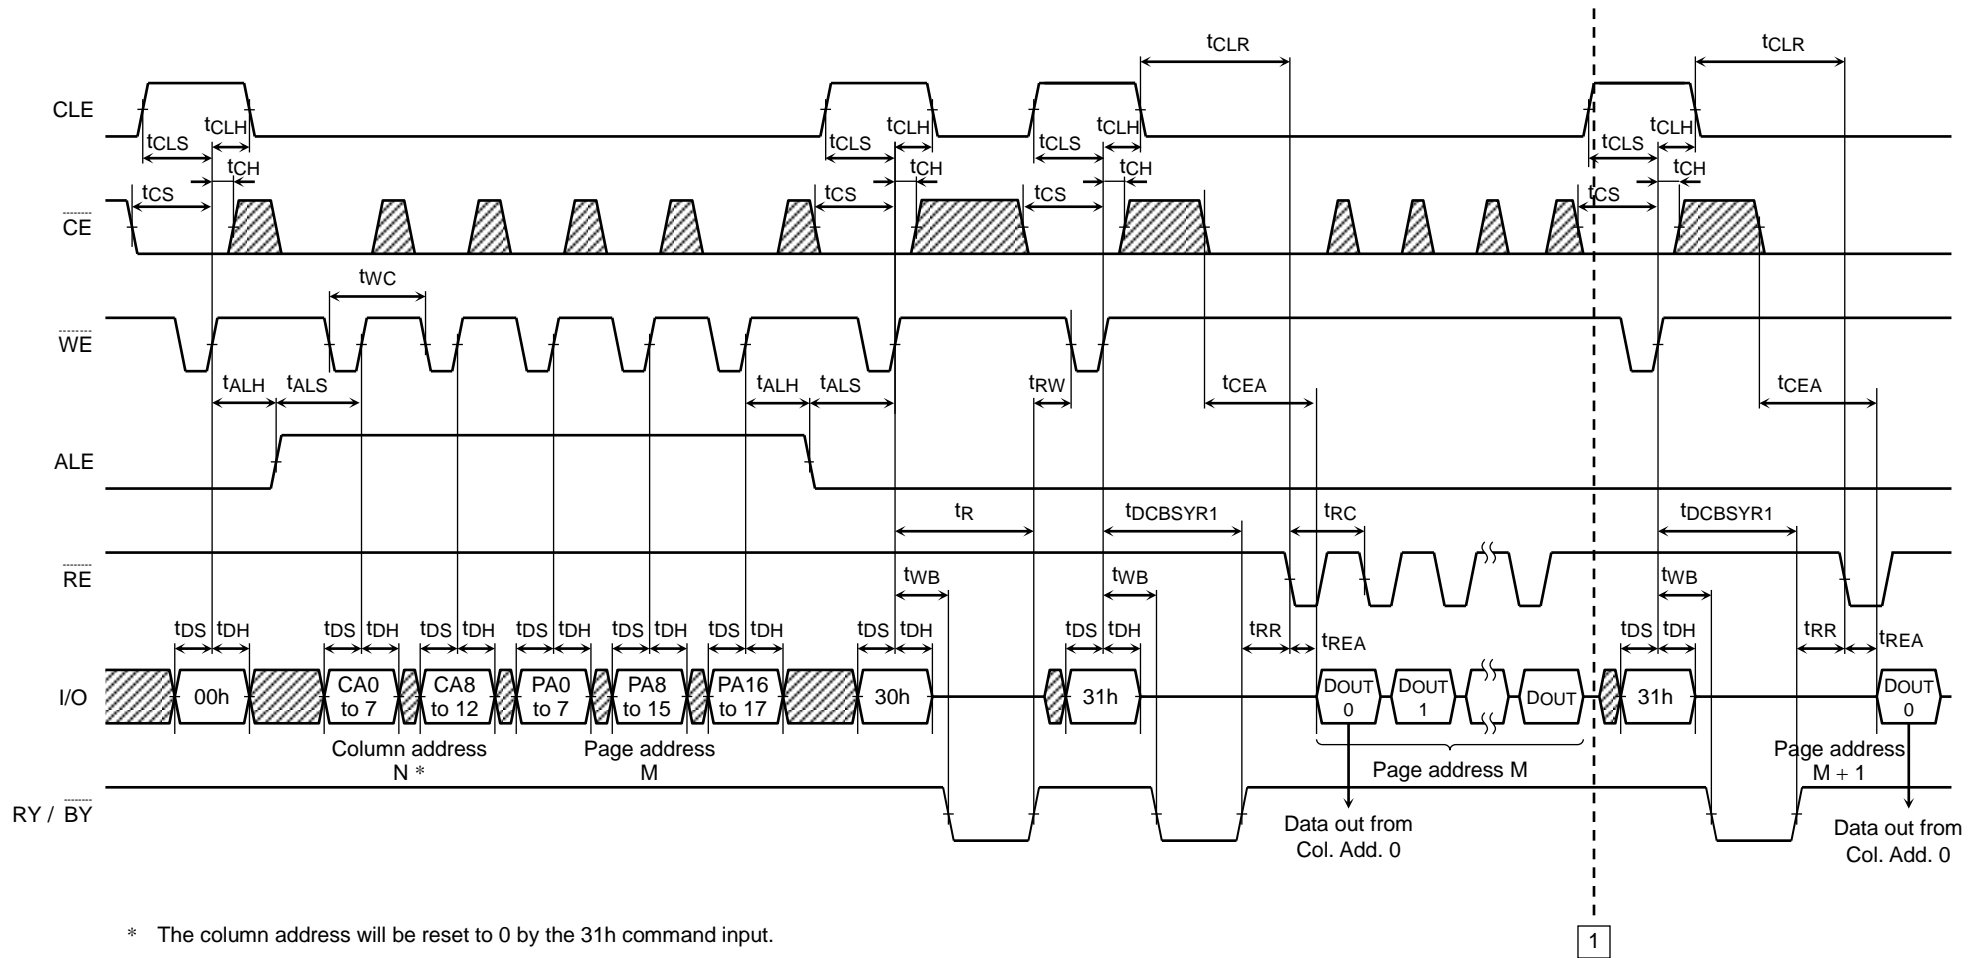 tCLR tCLR
CLE
tCLS tCLH tCLS tCLH tCLS tCLH tCLS tCLH
tCS tCH tCS tCH tCS tCH tCS tCH
CE
tWC
WE
tALH tALS tALH tALS tRW tCEA tCEA
ALE
tR tDCBSYR1 tRC tDCBSYR1
RE
tWB tWB tWB
tDS tDH tDS tDH tDS tDH tDS tDH tDS tDH tDS tDH tDS tDH tDS tDH tRR tREA tDS tDH tRR tREA
I/O
00h
CA0 to 7
CA8 to 12
PA0 to 7
PA8 to 15
PA16 to 17
30h
31h
DOUT 0
DOUT 1
DOUT
31h
DOUT 0
Column address
N *
Page address
M
Page address M
Page address
M + 1
RY / BY
Data out from
Col. Add. 0
Data out from
Col. Add. 0
* The column address will be reset to 0 by the 31h command input.
1